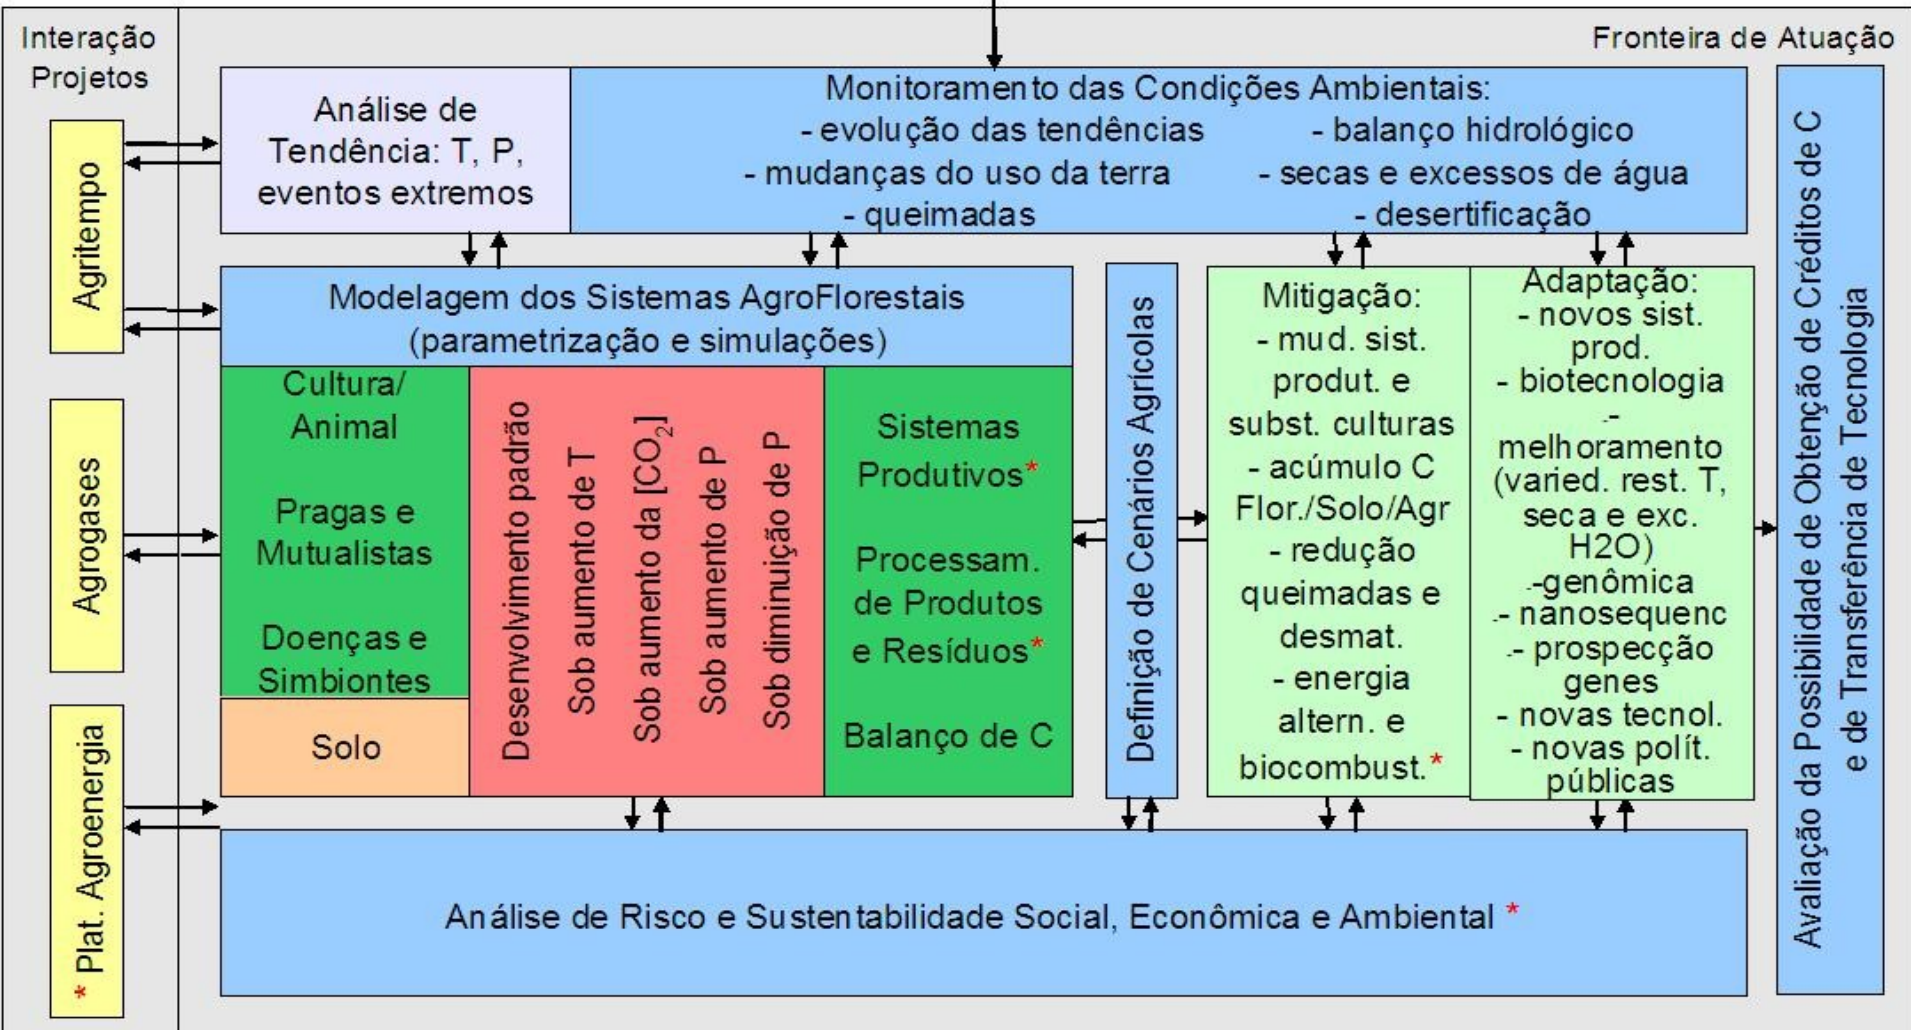 Interação
Projetos
Fronteira de Atuação
Agritempo
Agrogases
* Plat. Agroenergia
Análise de
Tendência: T, P,
eventos extremos
Monitoramento das Condições Ambientais:
- evolução das tendências
- balanço hidrológico
- mudanças do uso da terra
- secas e excessos de água
- queimadas
- desertificação
Modelagem dos Sistemas AgroFlorestais
(parametrização e simulações)
Cultura/
Animal
Pragas e
Mutualistas
Doenças e
Simbiontes
Solo
Desenvolvimento padrão
Sob aumento de T
Sob aumento da [CO₂]
Sob aumento de P
Sob diminuição de P
Sistemas
Produtivos*
Processam.
de Produtos
e Resíduos*
Balanço de C
Definição de Cenários Agrícolas
Mitigação:
- mud. sist.
produt. e
subst. culturas
- acúmulo C
Flor./Solo/Agr
- redução
queimadas e
desmat.
- energia
altern. e
biocombust.*
Adaptação:
- novos sist.
prod.
- biotecnologia
.-
melhoramento
(varied. rest. T,
seca e exc.
H2O)
.-genômica
.- nanosequenc
.- prospecção
genes
- novas tecnol.
- novas polít.
públicas
Avaliação da Possibilidade de Obtenção de Créditos de C
e de Transferência de Tecnologia
Análise de Risco e Sustentabilidade Social, Econômica e Ambiental *